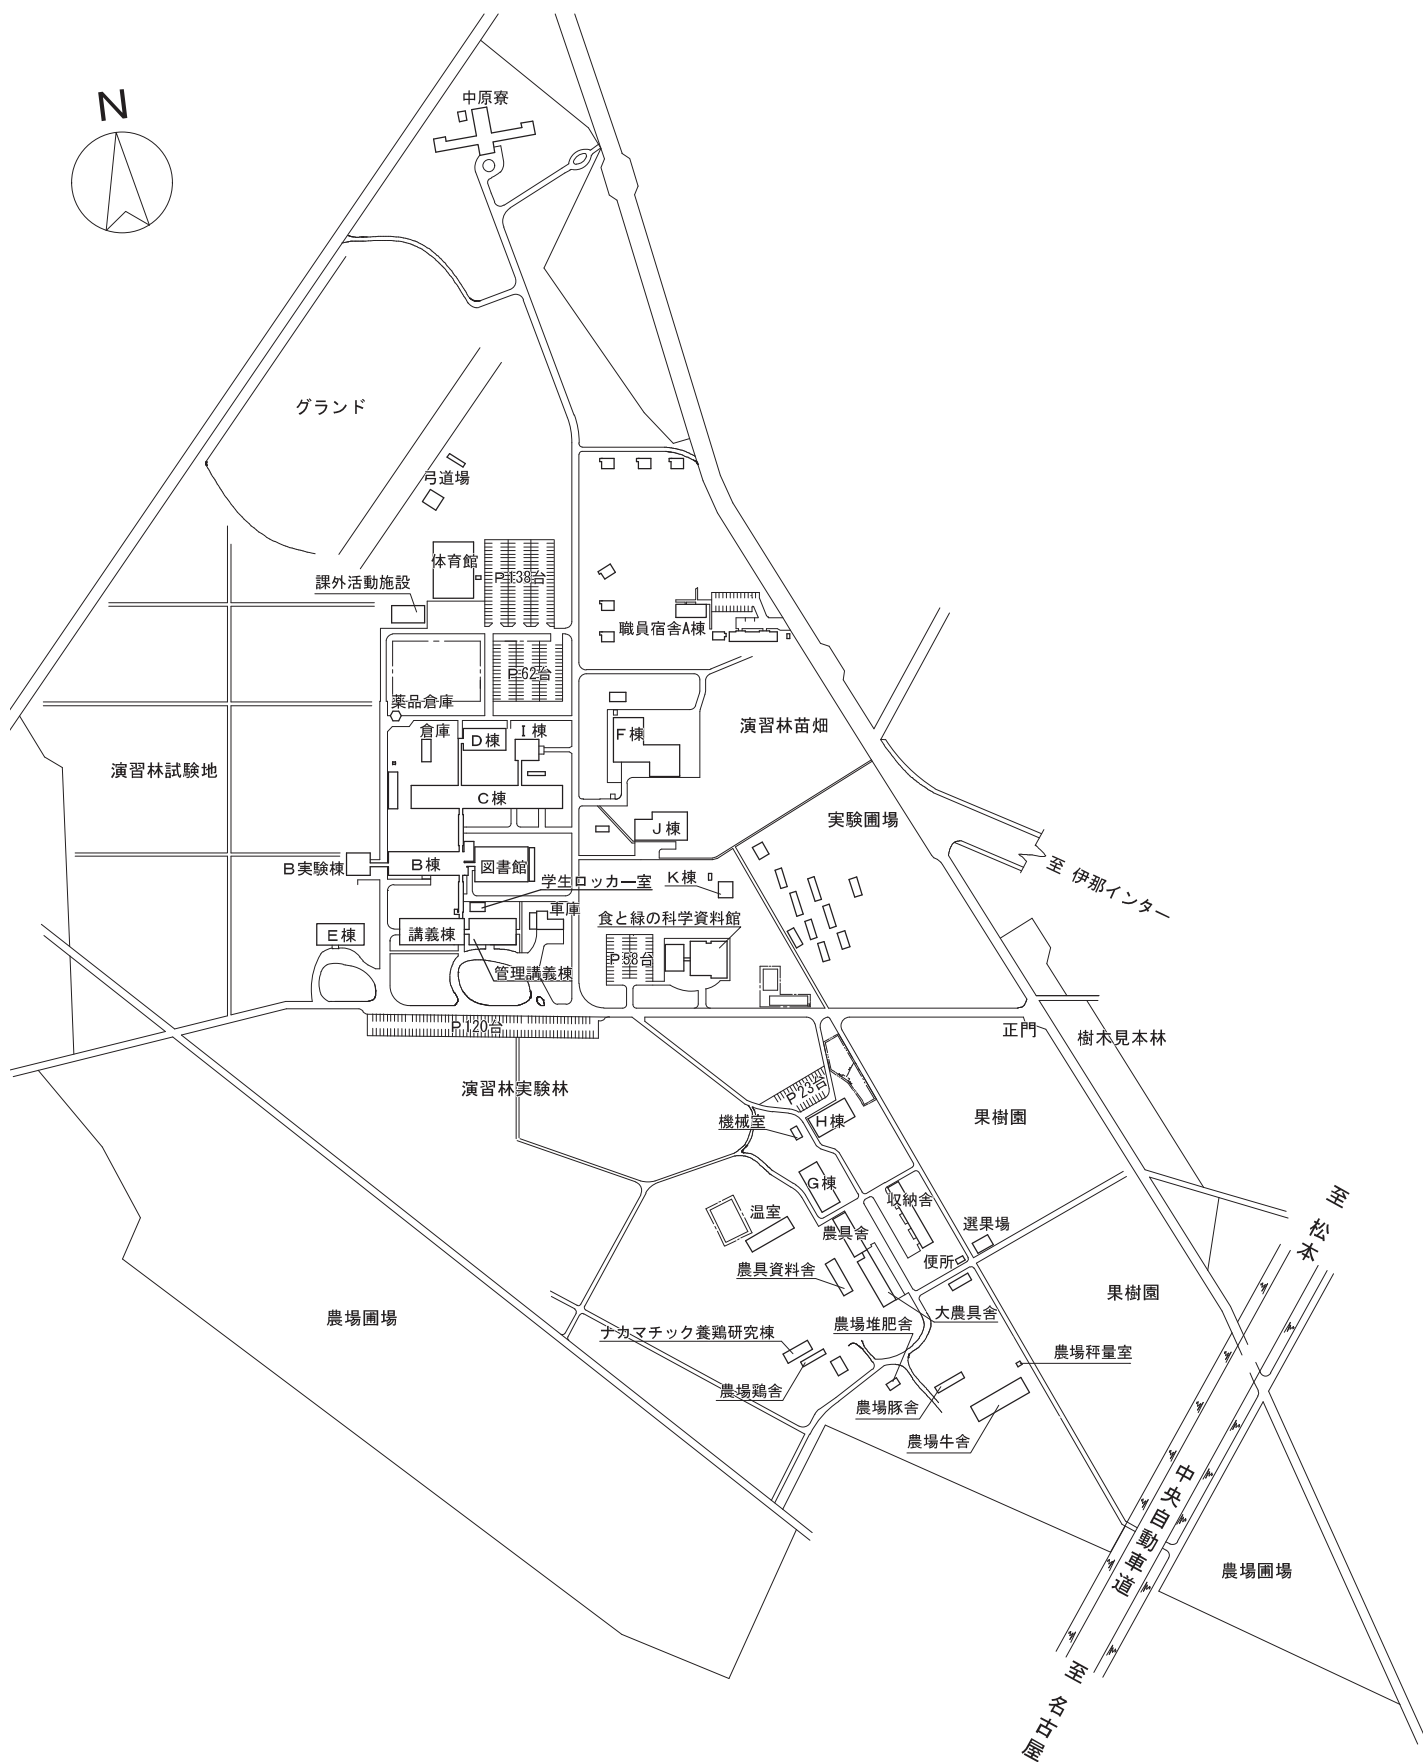 N
中原寮
グランド
弓道場
体育館
P138台
課外活動施設
職員宿舎A棟
P62台
薬品倉庫
倉庫
D棟
I棟
F棟
演習林苗畑
演習林試験地
C棟
J棟
実験圃場
B実験棟
B棟
図書館
学生ロッカー室
K棟
至 伊那インター
車庫
食と緑の科学資料館
E棟
講義棟
P58台
管理講義棟
P120台
正門
樹木見本林
演習林実験林
P23台
機械室
H棟
果樹園
G棟
収納舎
温室
農具舎
選果場
便所
農具資料舎
至 松本
果樹園
大農具舎
農場圃場
農場堆肥舎
ナカマチック養鶏研究棟
農場秤量室
農場鶏舎
農場豚舎
農場牛舎
中央自動車道
農場圃場
至 名古屋